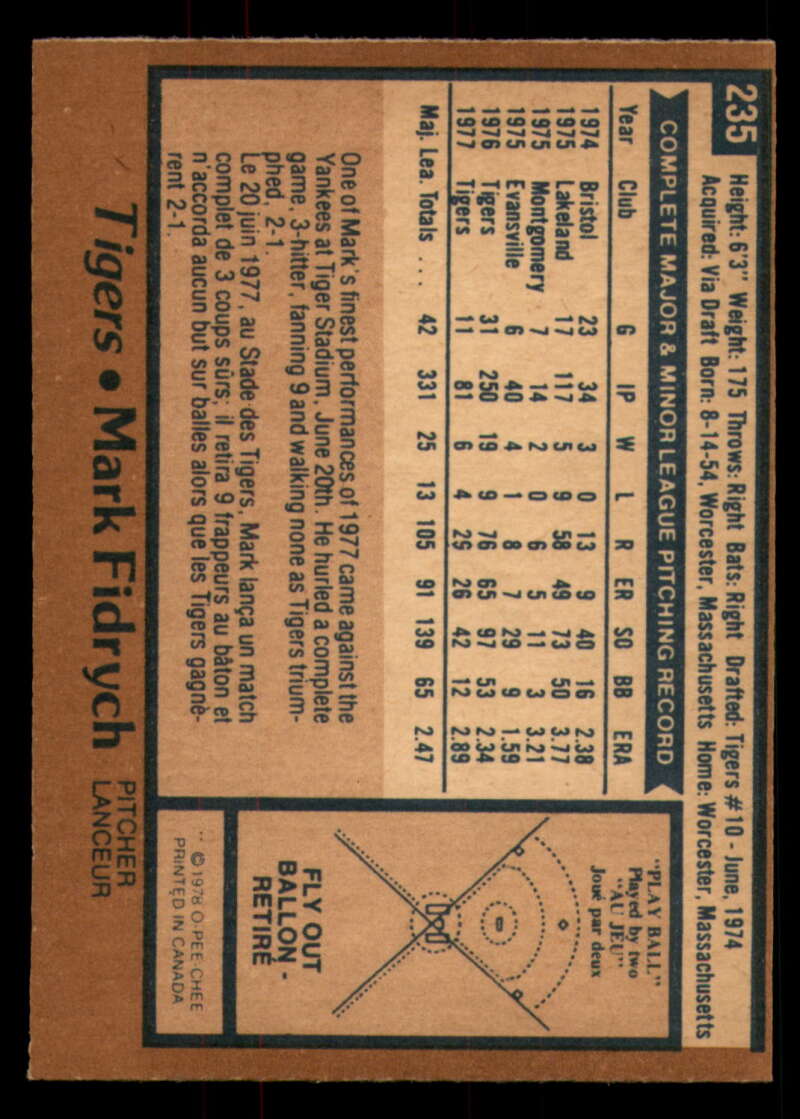 235
Height: 6'3" Weight: 175 Throws: Right Bats: Right Drafted: Tigers #10 - June, 1974
Acquired: Via Draft Born: 8-14-54, Worcester, Massachusetts Home: Worcester, Massachusetts
COMPLETE MAJOR & MINOR LEAGUE PITCHING RECORD
Year Club G IP W L R ER SO BB ERA
1974 Bristol 23 34 3 0 13 9 40 16 2.38
1975 Lakeland 17 117 5 9 58 49 73 50 3.77
1975 Montgomery 7 14 2 0 6 5 11 3 3.21
1975 Evansville 6 40 4 1 8 7 29 9 1.59
1976 Tigers 31 250 19 9 76 65 97 53 2.34
1977 Tigers 11 81 6 4 29 26 42 12 2.89
Maj. Lea. Totals ... 42 331 25 13 105 91 139 65 2.47
One of Mark's finest performances of 1977 came against the
Yankees at Tiger Stadium, June 20th. He hurled a complete
game, 3-hitter, fanning 9 and walking none as Tigers trium-
phed, 2-1.
Le 20 juin 1977, au Stade des Tigers, Mark lança un match
complet de 3 coups sûrs; il retira 9 frappeurs au bâton et
n'accorda aucun but sur balles alors que les Tigers gagnè-
rent 2-1.
"PLAY BALL"
Played by two
"AU JEU"
Joué par deux
FLY OUT
BALLON -
RETIRÉ
© 1978 O-PEE-CHEE
PRINTED IN CANADA
Tigers • Mark Fidrych PITCHER
LANCEUR